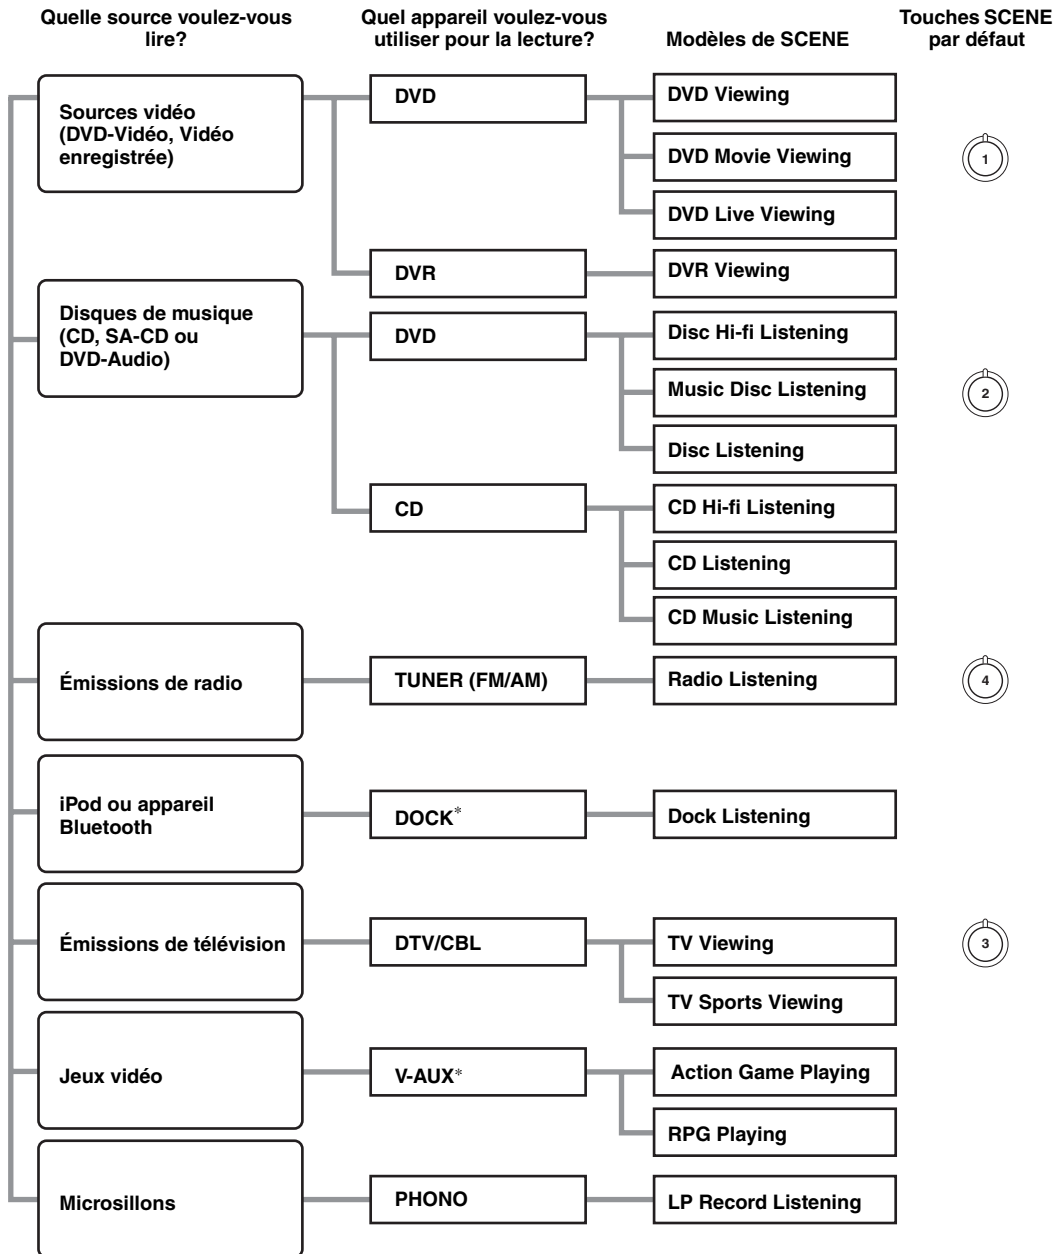 Quelle source voulez-vous
lire?
Quel appareil voulez-vous
utiliser pour la lecture?
Modèles de SCENE
Touches SCENE
par défaut
Sources vidéo
(DVD-Vidéo, Vidéo
enregistrée)
DVD
DVD Viewing
DVD Movie Viewing
1
DVD Live Viewing
DVR
DVR Viewing
Disques de musique
(CD, SA-CD ou
DVD-Audio)
DVD
Disc Hi-fi Listening
Music Disc Listening
2
Disc Listening
CD
CD Hi-fi Listening
CD Listening
CD Music Listening
Émissions de radio
TUNER (FM/AM)
Radio Listening
4
iPod ou appareil
Bluetooth
DOCK*
Dock Listening
Émissions de télévision
DTV/CBL
TV Viewing
3
TV Sports Viewing
Jeux vidéo
V-AUX*
Action Game Playing
RPG Playing
Microsillons
PHONO
LP Record Listening